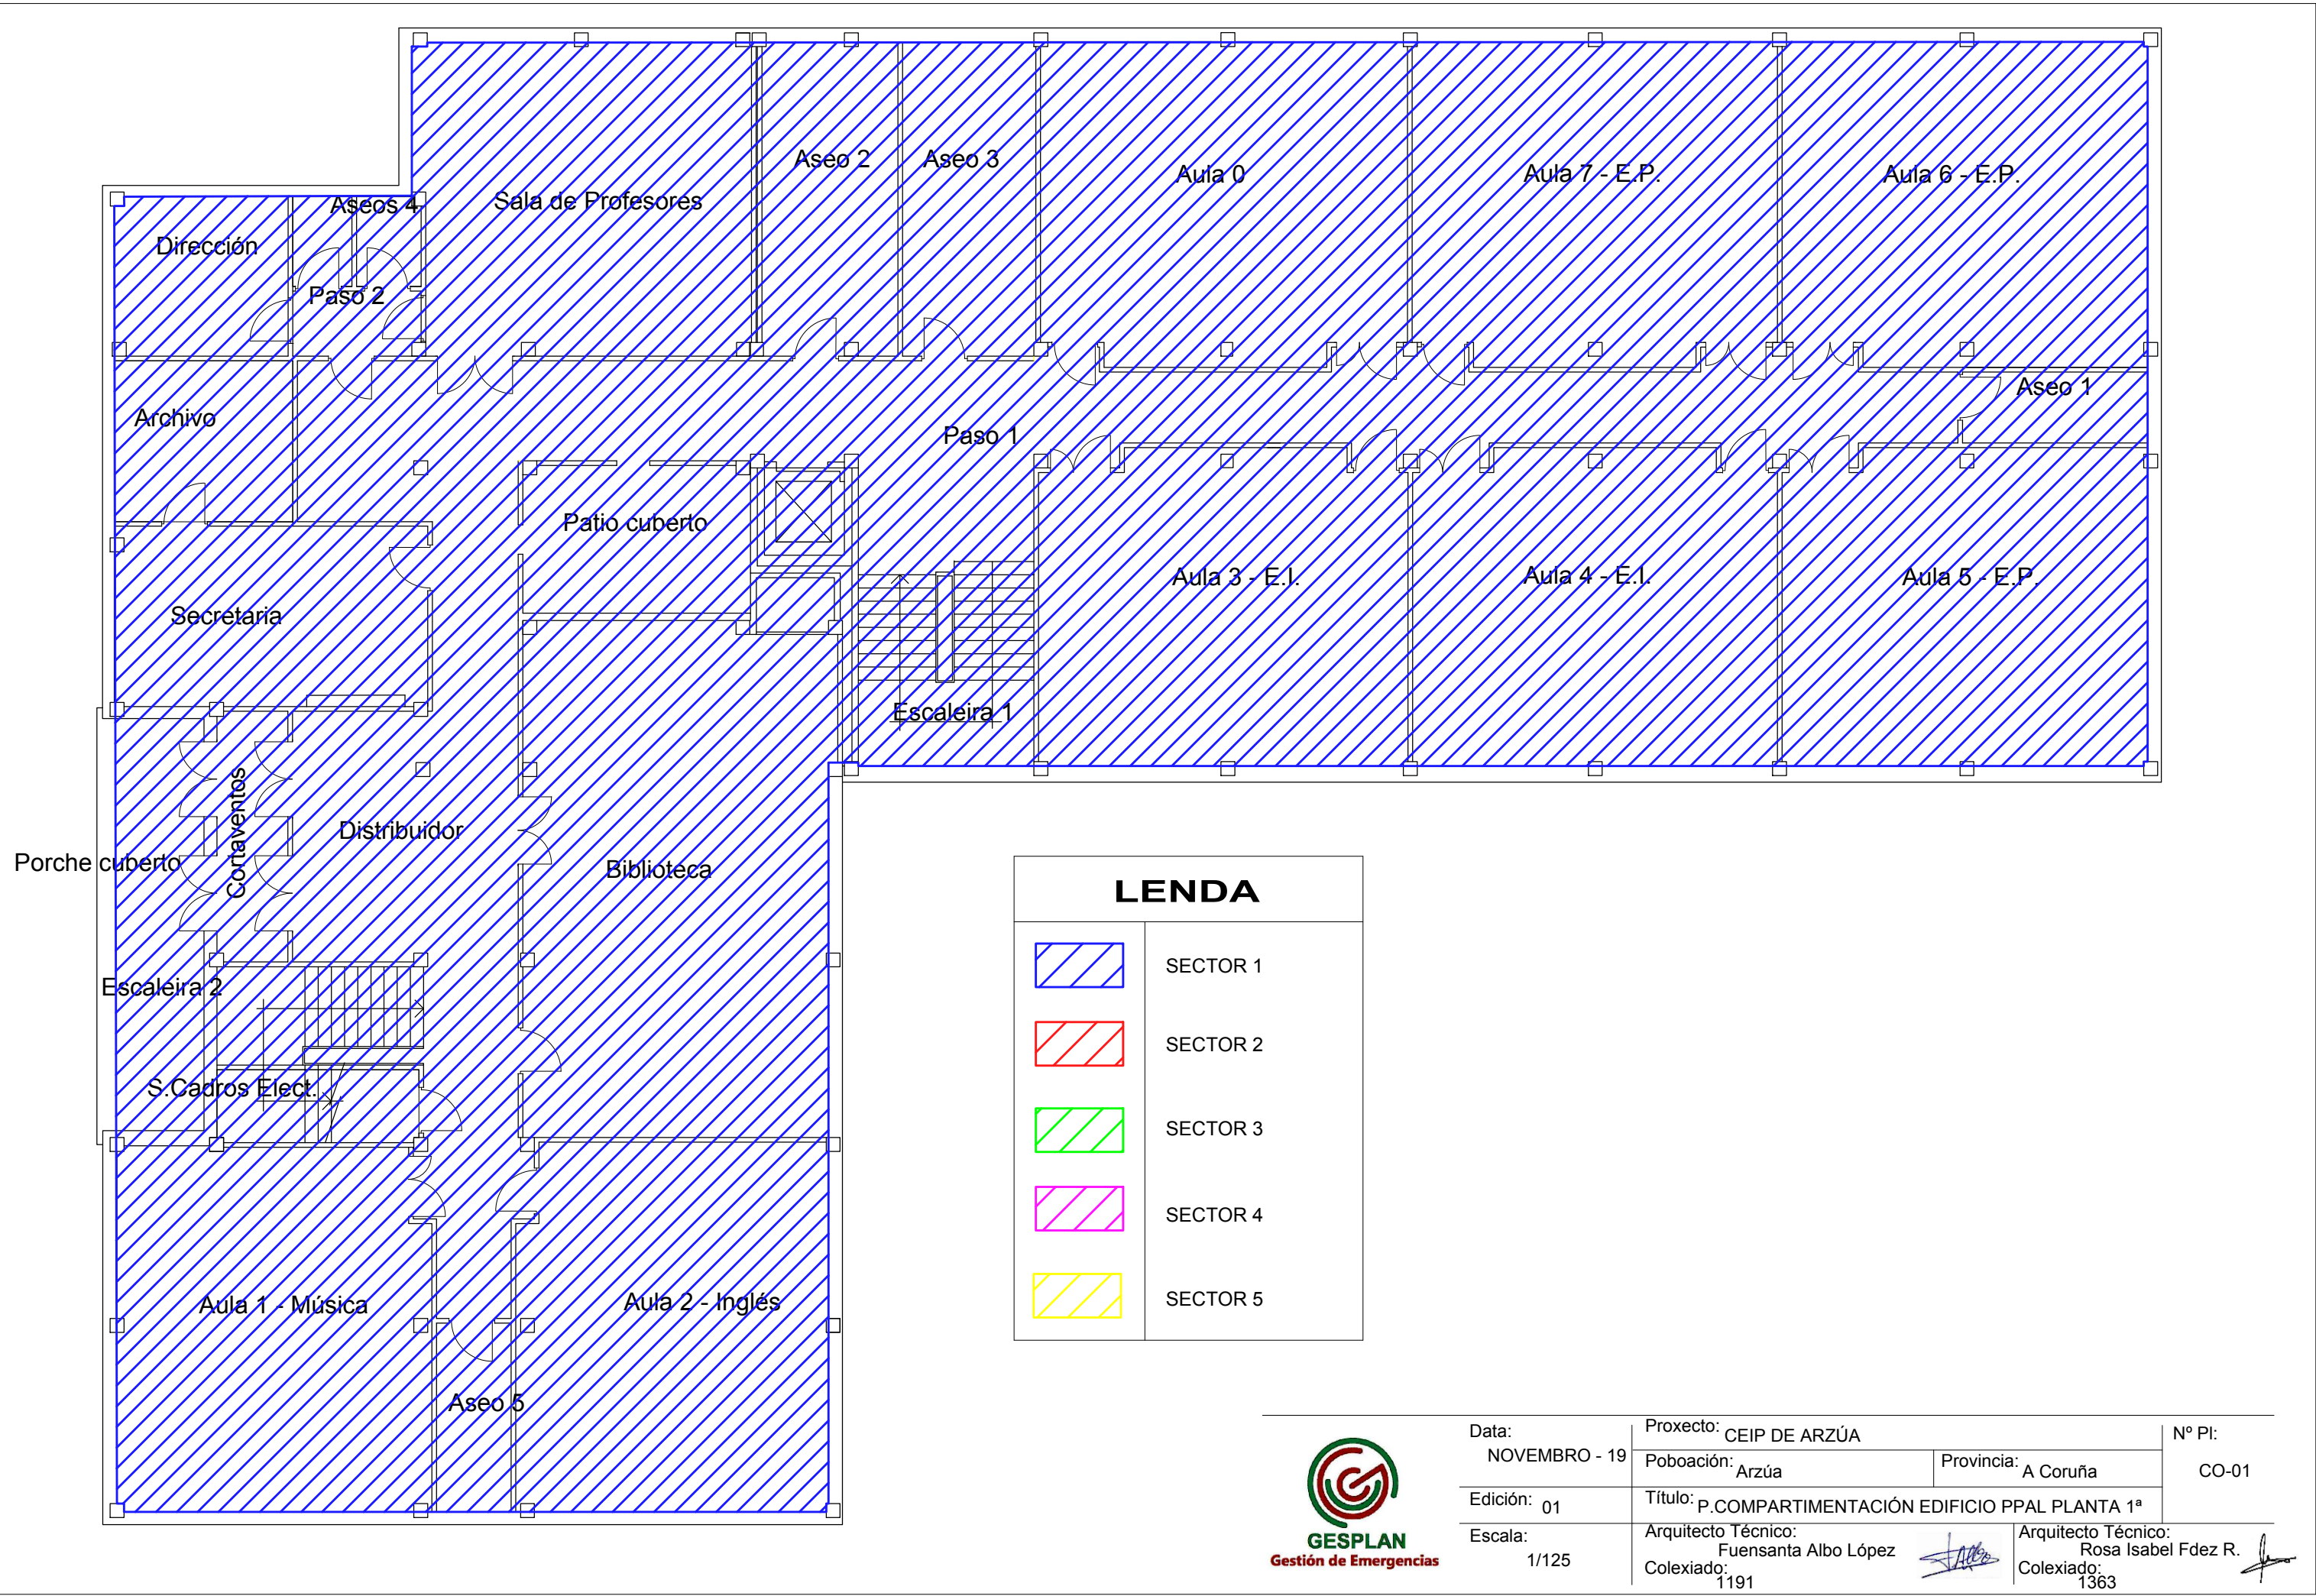 Aseo 2
Aseo 3
Aula 0
Aula 7 - E.P.
Aula 6 - E.P.
Sala de Profesores
Aseos 4
Dirección
Paso 2
Aseo 1
Archivo
Paso 1
Patio cuberto
Aula 3 - E.I.
Aula 4 - E.I.
Aula 5 - E.P.
Secretaria
Escaleira 1
Cortaventos
Distribuidor
Porche cuberto
Biblioteca
Escaleira 2
S.Cadros Elect.
Aula 1 - Música
Aula 2 - Inglés
Aseo 5
LENDA
SECTOR 1
SECTOR 2
SECTOR 3
SECTOR 4
SECTOR 5
GESPLAN
Gestión de Emergencias
Data:
NOVEMBRO - 19
Edición: 01
Escala:
1/125
Proxecto: CEIP DE ARZÚA
Poboación: Arzúa
Provincia: A Coruña
Nº Pl:
CO-01
Título: P.COMPARTIMENTACIÓN EDIFICIO PPAL PLANTA 1ª
Arquitecto Técnico:
Fuensanta Albo López
Colexiado:
1191
Arquitecto Técnico:
Rosa Isabel Fdez R.
Colexiado:
1363